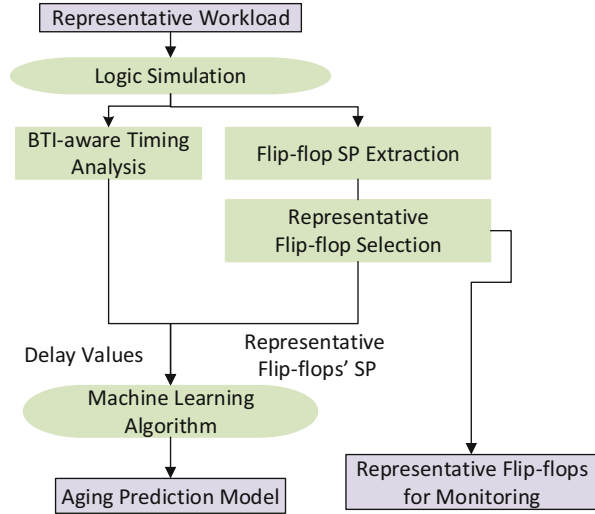 Representative Workload
Logic Simulation
BTI-aware Timing
Analysis
Flip-flop SP Extraction
Representative
Flip-flop Selection
Delay Values
Representative
Flip-flops' SP
Machine Learning
Algorithm
Aging Prediction Model
Representative Flip-flops
for Monitoring